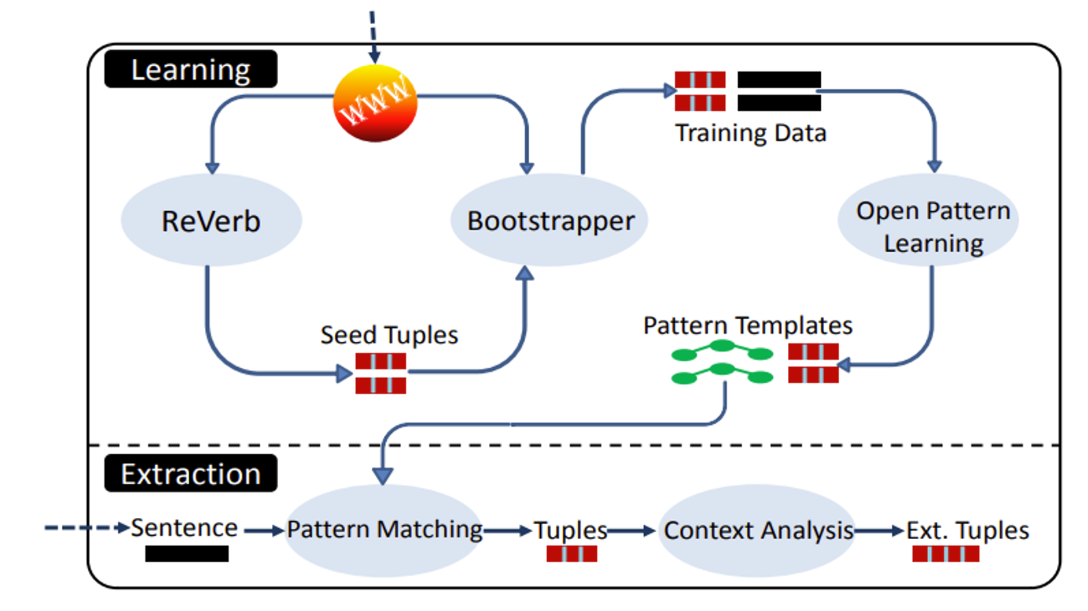 Learning
WWW
Training Data
ReVerb
Bootstrapper
Open Pattern
Learning
Seed Tuples
Pattern Templates
Extraction
Sentence
Pattern Matching
Tuples
Context Analysis
Ext. Tuples